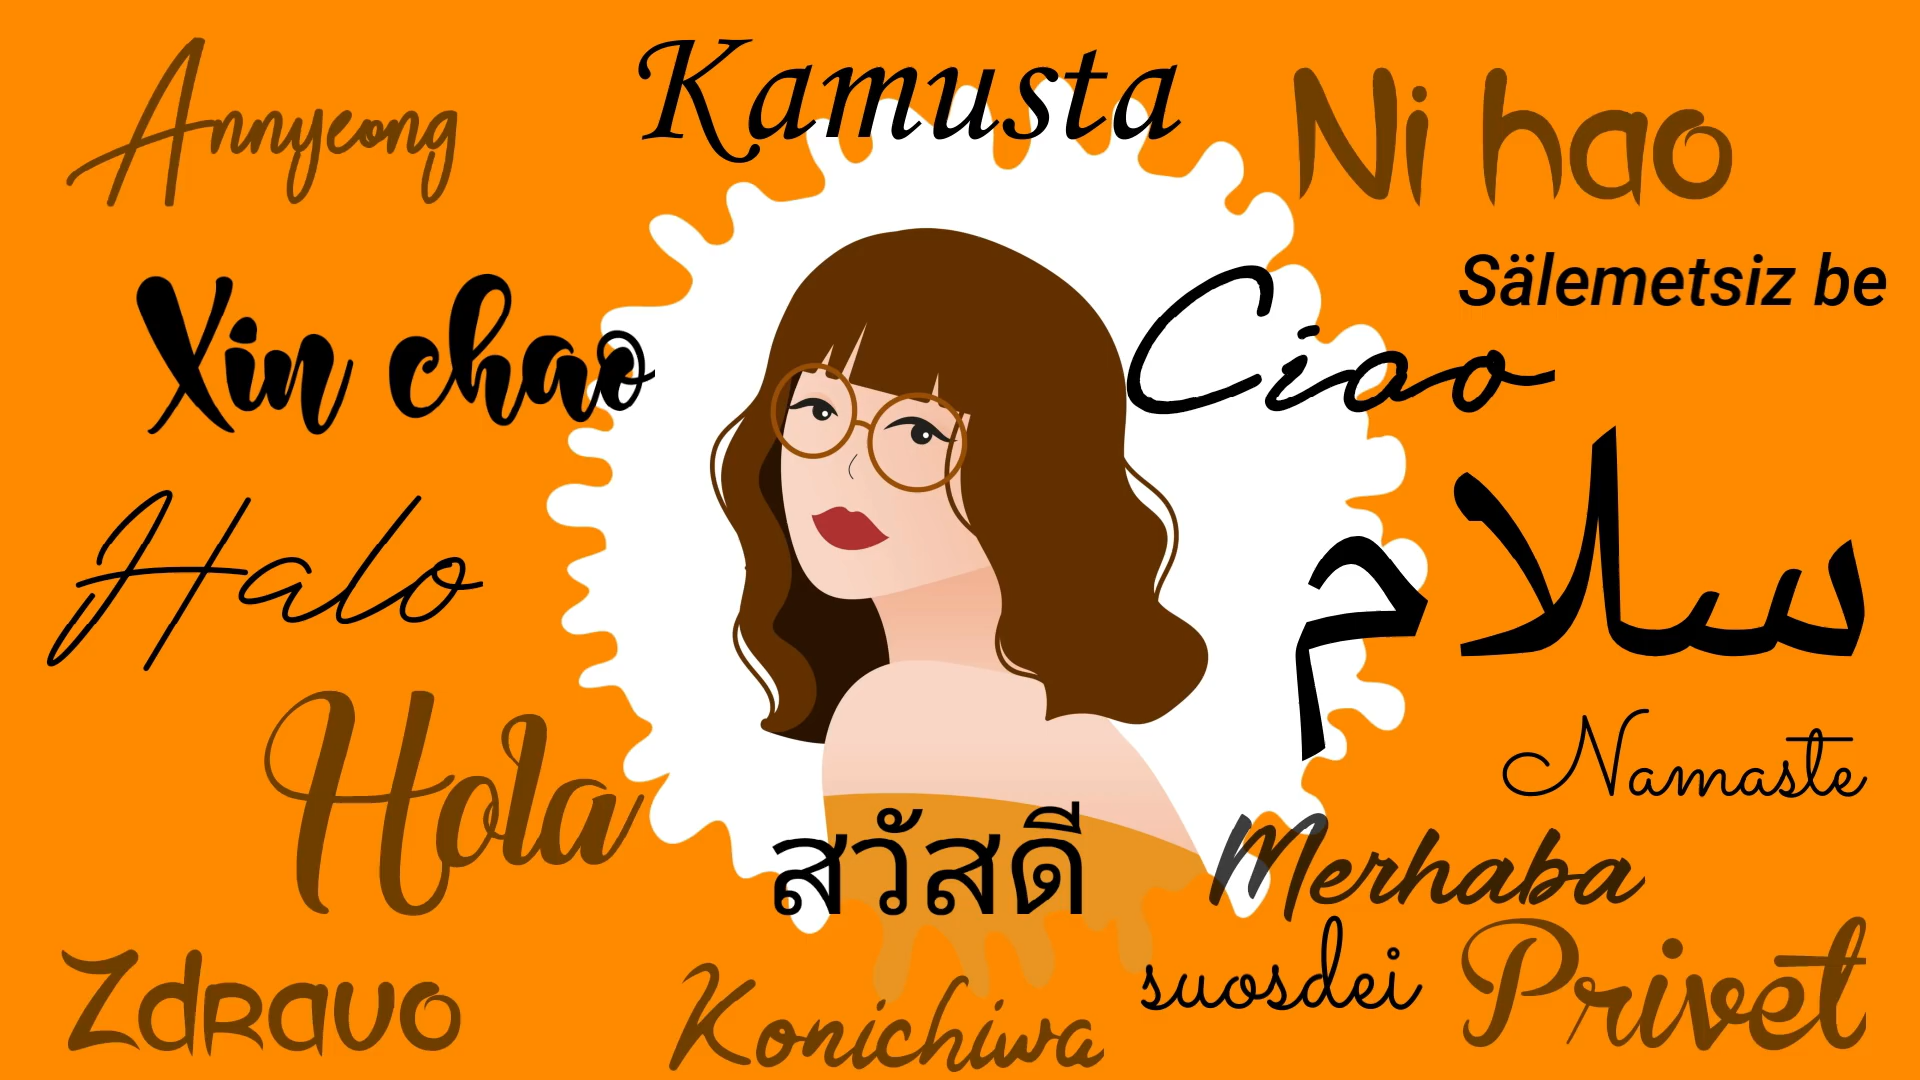 Annyeong
Kamusta
Ni hao
Sälemetsiz be
Xin chao
Ciao
Halo
سلام
Hola
Namaste
สวัสดี
Merhaba
suosdei
Privet
Zdravo
Konichiwa